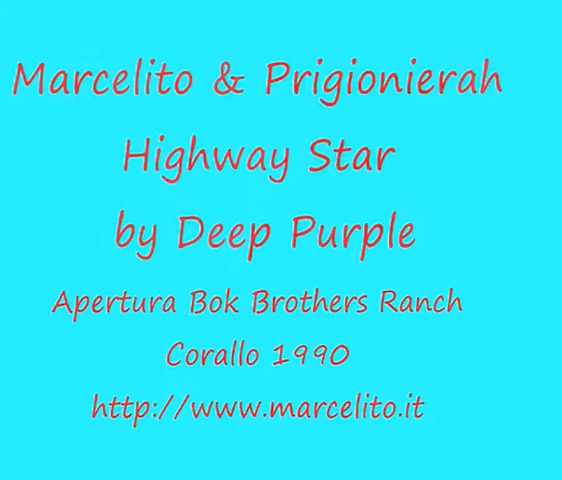 Marcelito & Prigionierah
Highway Star
by Deep Purple
Apertura Bok Brothers Ranch
Corallo 1990
http://www.marcelito.it